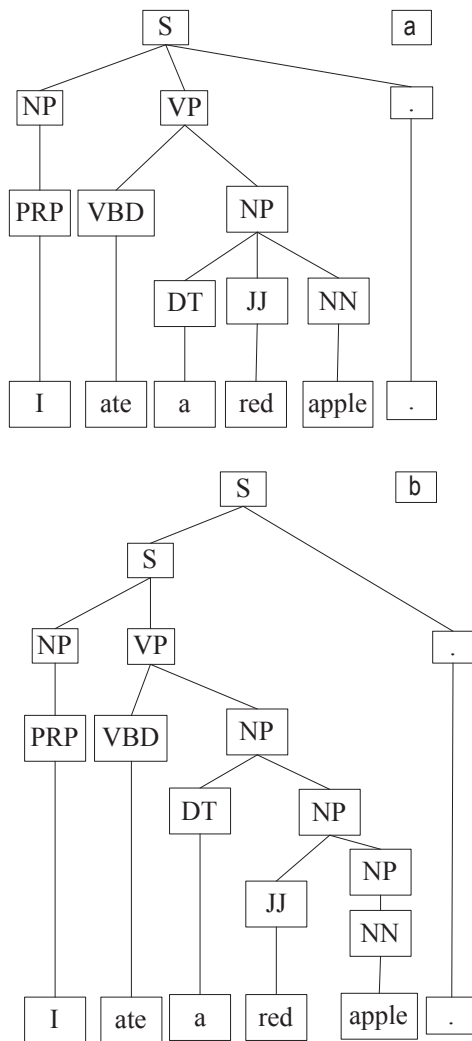 S a
NP VP .
PRP VBD NP
DT JJ NN
I ate a red apple .
S b
S
NP VP .
PRP VBD NP
DT NP
NP
JJ
NN
I ate a red apple .